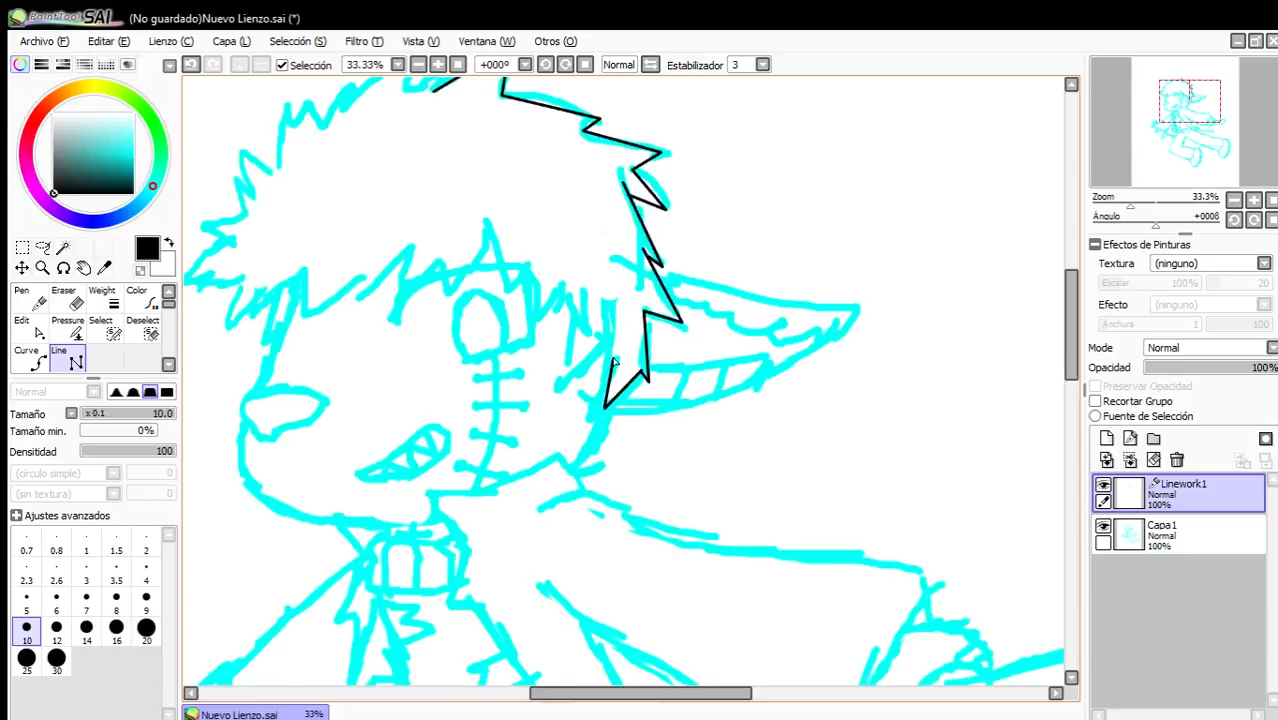 PaintTool SAI (No guardado)Nuevo Lienzo.sai (*)
Archivo (F) Editar (E) Lienzo (C) Capa (L) Selección (S) Filtro (T) Vista (V) Ventana (W) Otros (O)
Selección 33.33% +000º Normal Estabilizador 3
Zoom 33.3%
Ángulo +000ß
Efectos de Pinturas
Textura (ninguno)
Escalar 100% 20
Efecto (ninguno)
Anchura 1 100
Mode Normal
Opacidad 100%
Preservar Opacidad
Recortar Grupo
Fuente de Selección
Linework1
Normal
100%
Capa1
Normal
100%
Pen Eraser Weight Color
Edit Pressure Select Deselect
Curve Line
Normal
Tamaño x 0.1 10.0
Tamaño min. 0%
Densitidad 100
(círculo simple) 0
(sin textura) 0
Ajustes avanzados
0.7 0.8 1 1.5 2
2.3 2.6 3 3.5 4
5 6 7 8 9
10 12 14 16 20
25 30
Nuevo Lienzo.sai 33%